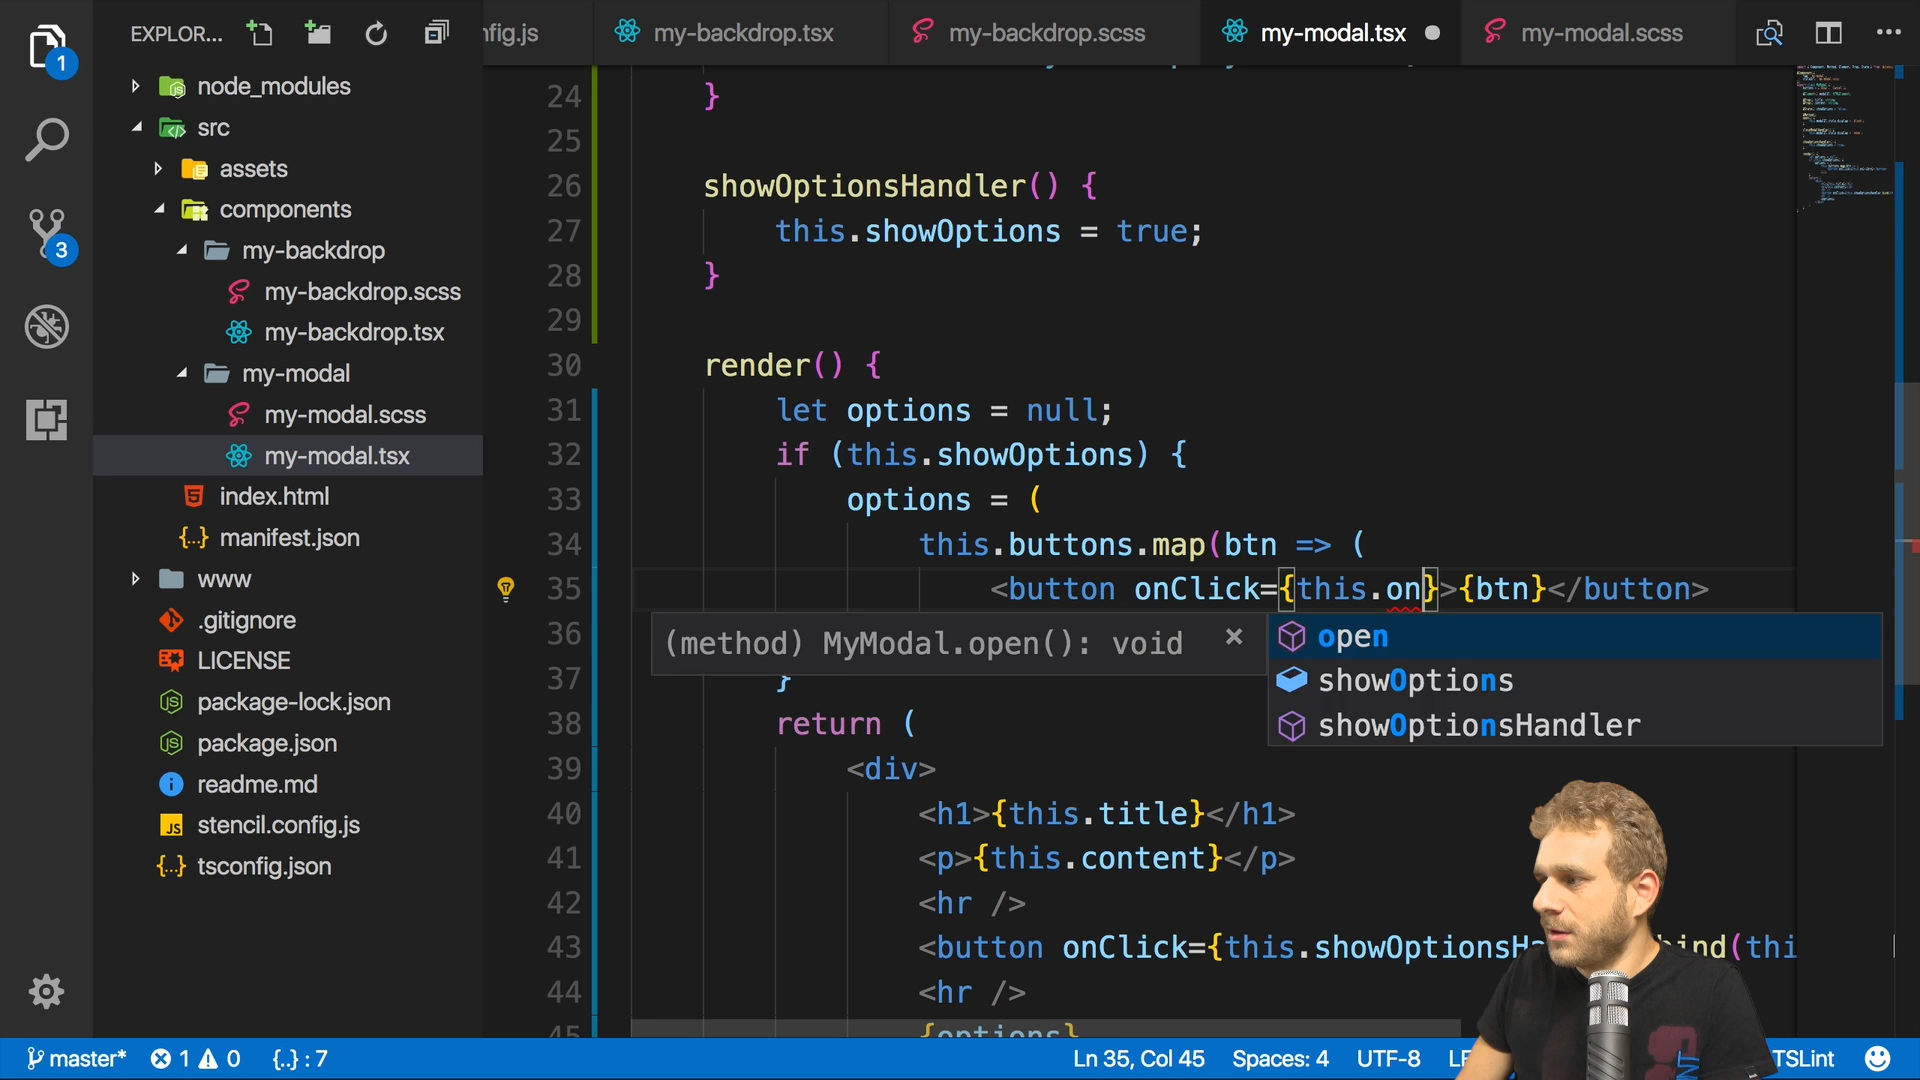 EXPLOR...
nfig.js
my-backdrop.tsx
my-backdrop.scss
my-modal.tsx
my-modal.scss
1
3
node_modules
src
assets
components
my-backdrop
my-backdrop.scss
my-backdrop.tsx
my-modal
my-modal.scss
my-modal.tsx
index.html
manifest.json
www
.gitignore
LICENSE
package-lock.json
package.json
readme.md
stencil.config.js
tsconfig.json
24 }
25
26 showOptionsHandler() {
27 this.showOptions = true;
28 }
29
30 render() {
31 let options = null;
32 if (this.showOptions) {
33 options = (
34 this.buttons.map(btn => (
35 <button onClick={this.on}>{btn}</button>
36
(method) MyModal.open(): void ×
open
showOptions
showOptionsHandler
37 }
38 return (
39 <div>
40 <h1>{this.title}</h1>
41 <p>{this.content}</p>
42 <hr />
43 <button onClick={this.showOptionsH ind(thi
44 <hr />
45 {options}
master* 1 0 {..} : 7
Ln 35, Col 45 Spaces: 4 UTF-8 TSLint